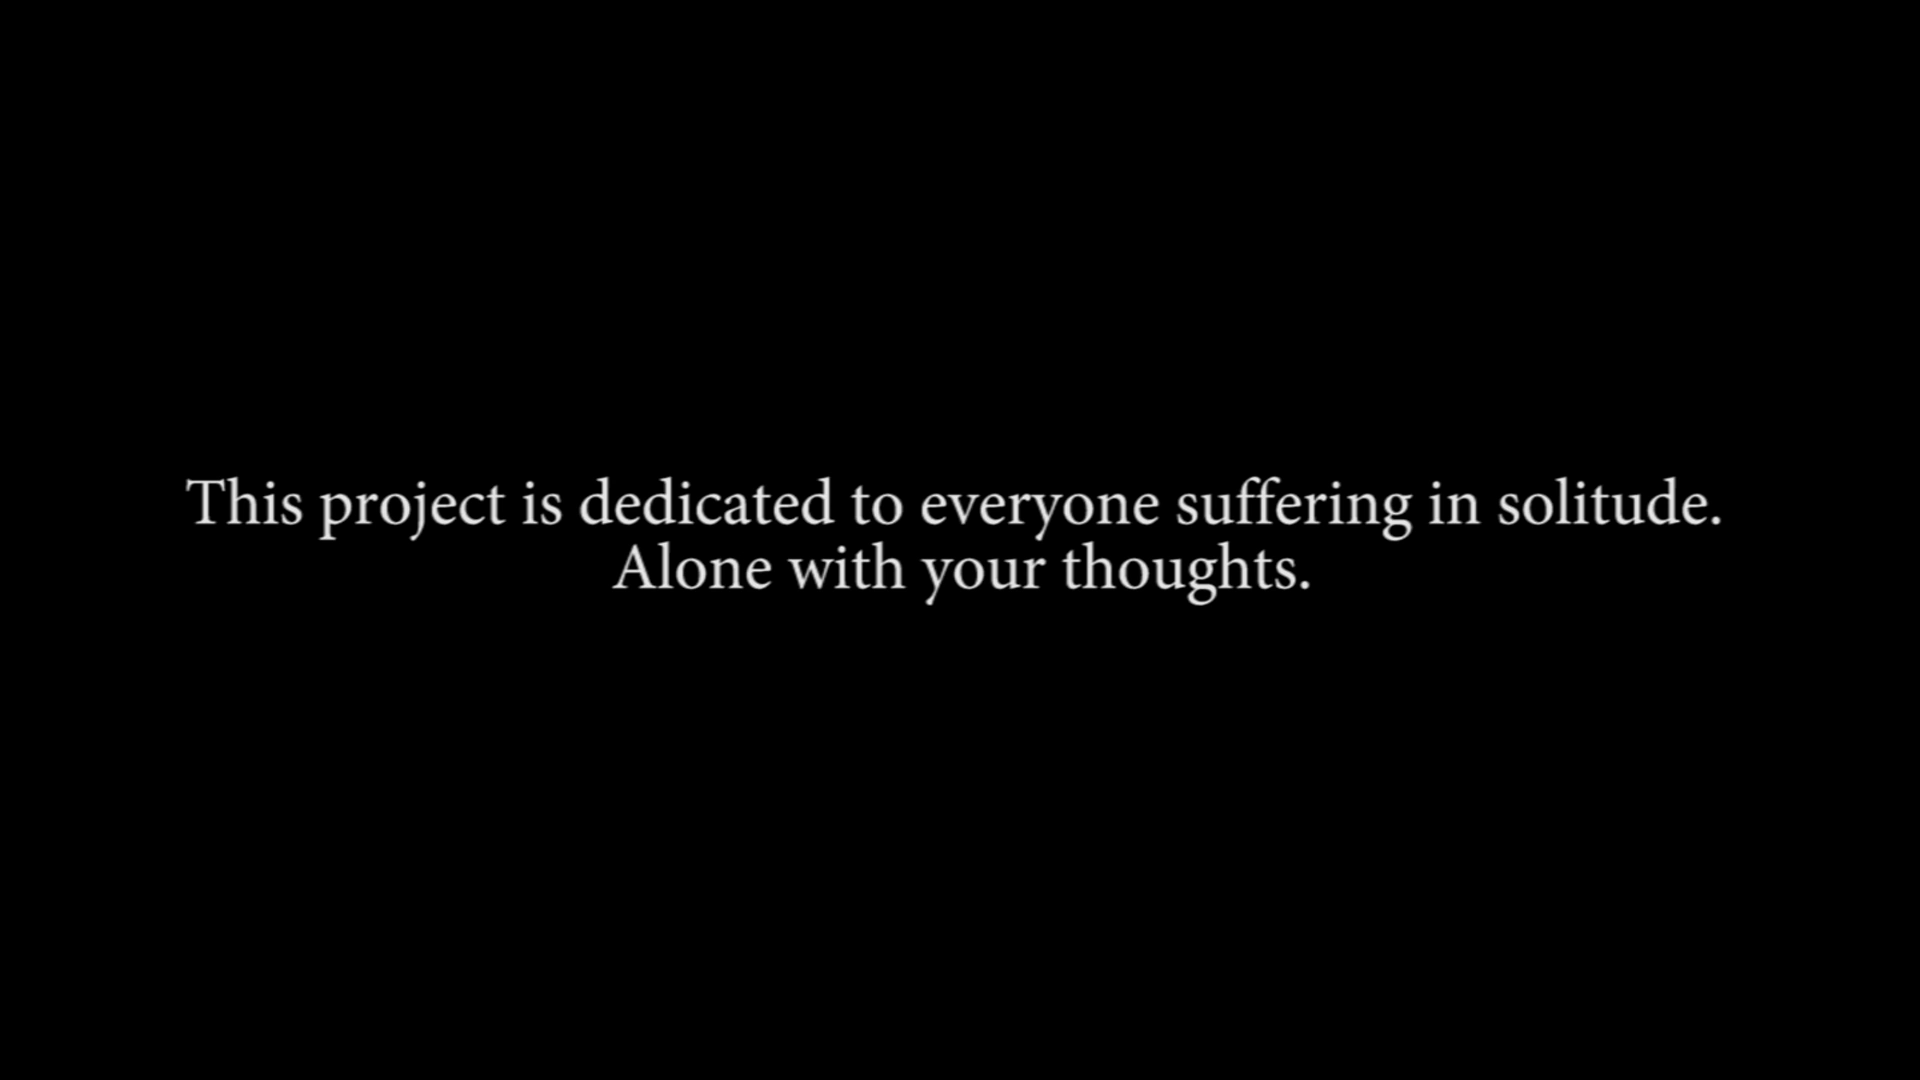 This project is dedicated to everyone suffering in solitude.
Alone with your thoughts.